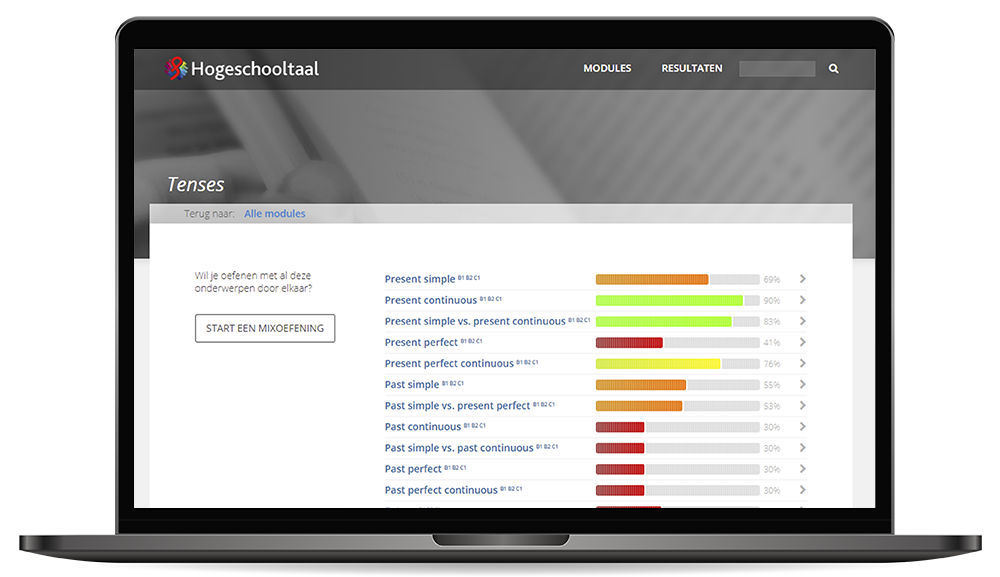 Hogeschooltaal
MODULES RESULTATEN
Tenses
Terug naar: Alle modules
Wil je oefenen met al deze
onderwerpen door elkaar?
START EEN MIXOEFENING
Present simple B1 B2 C1 69%
Present continuous B1 B2 C1 90%
Present simple vs. present continuous B1 B2 C1 83%
Present perfect B1 B2 C1 41%
Present perfect continuous B1 B2 C1 76%
Past simple B1 B2 C1 55%
Past simple vs. present perfect B1 B2 C1 53%
Past continuous B1 B2 C1 30%
Past simple vs. past continuous B1 B2 C1 30%
Past perfect B1 B2 C1 30%
Past perfect continuous B1 B2 C1 30%